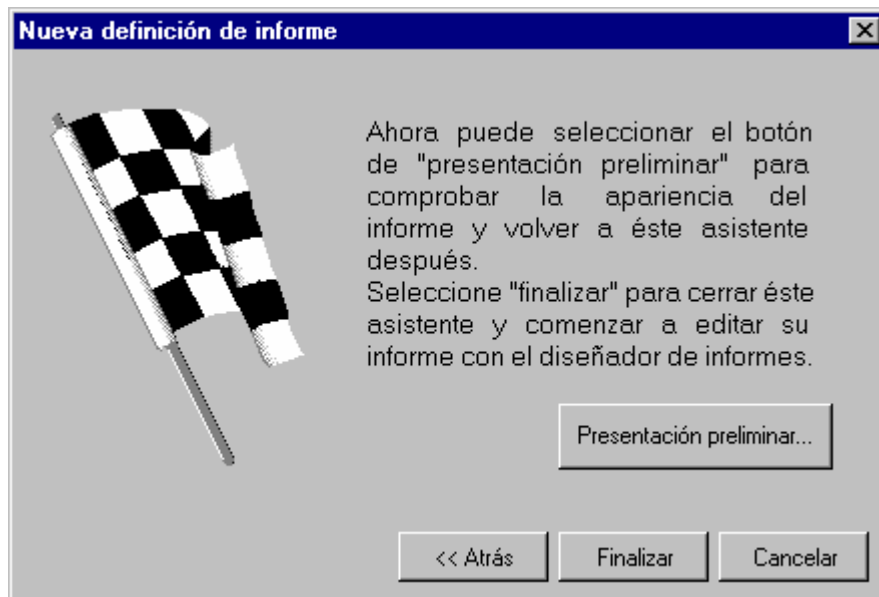 Nueva definición de informe
Ahora puede seleccionar el botón
de "presentación preliminar" para
comprobar la apariencia del
informe y volver a éste asistente
después.
Seleccione "finalizar" para cerrar éste
asistente y comenzar a editar su
informe con el diseñador de informes.
Presentación preliminar...
<< Atrás
Finalizar
Cancelar